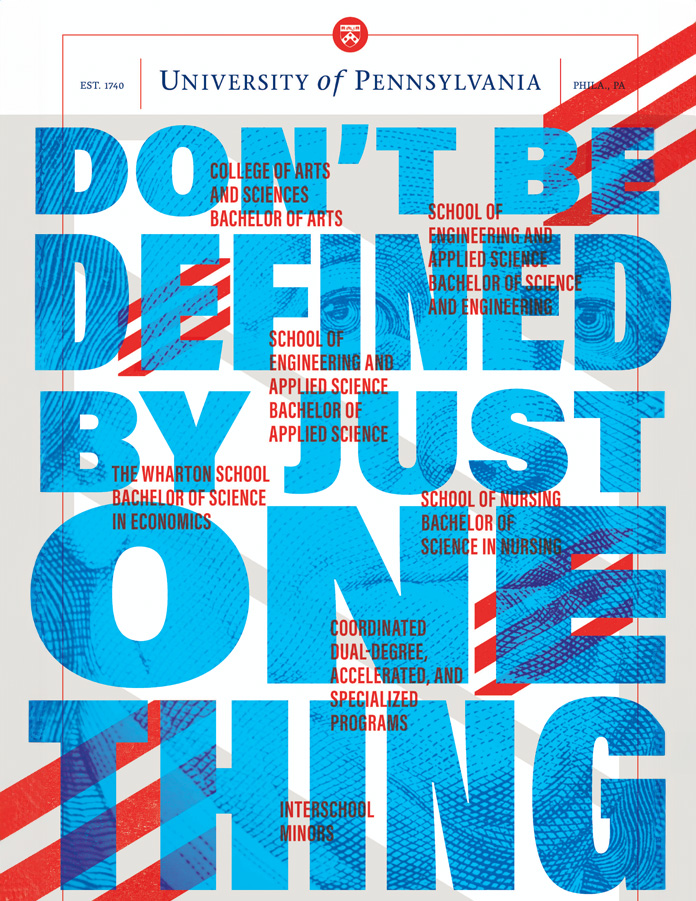 EST. 1740
UNIVERSITY of PENNSYLVANIA
PHILA., PA
DON'T BE
DEFINED
BY JUST
ONE
THING
COLLEGE OF ARTS
AND SCIENCES
BACHELOR OF ARTS
SCHOOL OF
ENGINEERING AND
APPLIED SCIENCE
BACHELOR OF SCIENCE
AND ENGINEERING
SCHOOL OF
ENGINEERING AND
APPLIED SCIENCE
BACHELOR OF
APPLIED SCIENCE
THE WHARTON SCHOOL
BACHELOR OF SCIENCE
IN ECONOMICS
SCHOOL OF NURSING
BACHELOR OF
SCIENCE IN NURSING
COORDINATED
DUAL-DEGREE,
ACCELERATED, AND
SPECIALIZED
PROGRAMS
INTERSCHOOL
MINORS